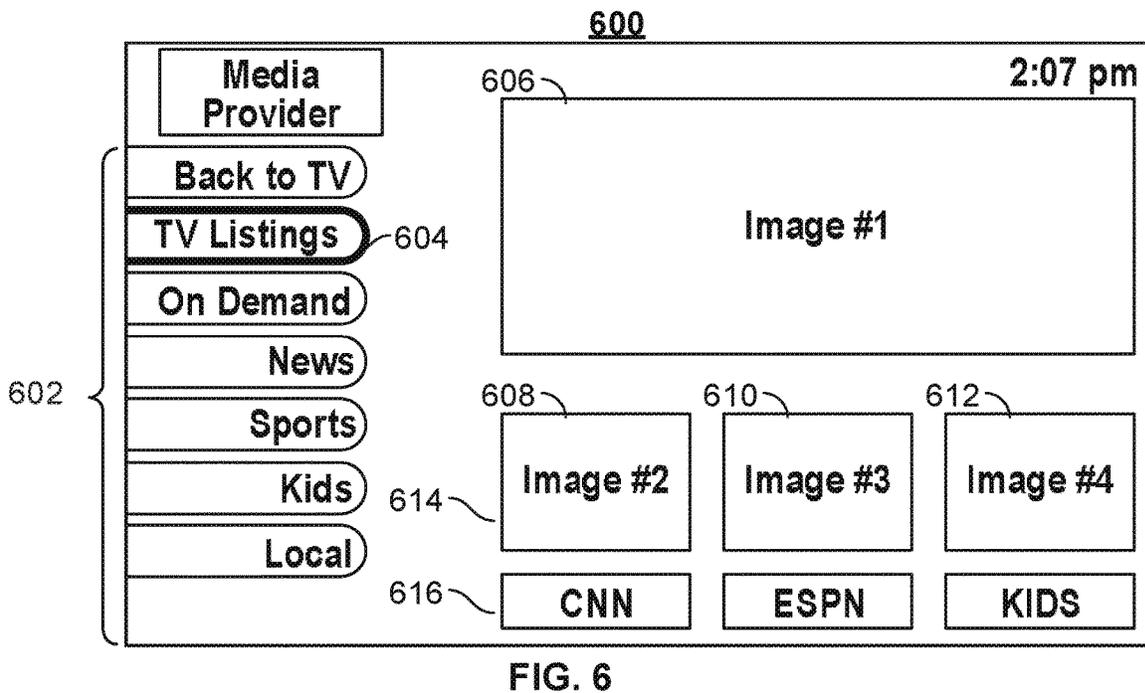 600
Media
Provider
2:07 pm
606
Back to TV
TV Listings
604
Image #1
On Demand
News
602
Sports
608
610
612
Kids
Image #2
Image #3
Image #4
614
Local
616
CNN
ESPN
KIDS
FIG. 6